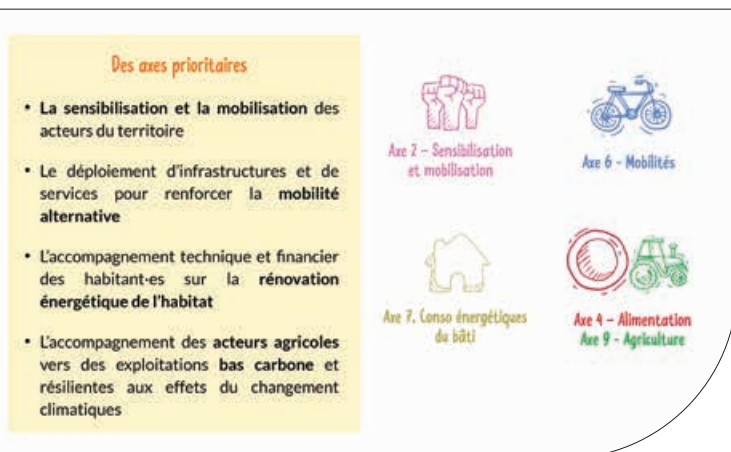 Des axes prioritaires
• La sensibilisation et la mobilisation des
acteurs du territoire
• Le déploiement d'infrastructures et de
services pour renforcer la mobilité
alternative
• L'accompagnement technique et financier
des habitant·es sur la rénovation
énergétique de l'habitat
• L'accompagnement des acteurs agricoles
vers des exploitations bas carbone et
résilientes aux effets du changement
climatiques
Axe 2 – Sensibilisation
et mobilisation
Axe 6 - Mobilités
Axe 7. Conso énergétiques
du bâti
Axe 4 – Alimentation
Axe 9 - Agriculture